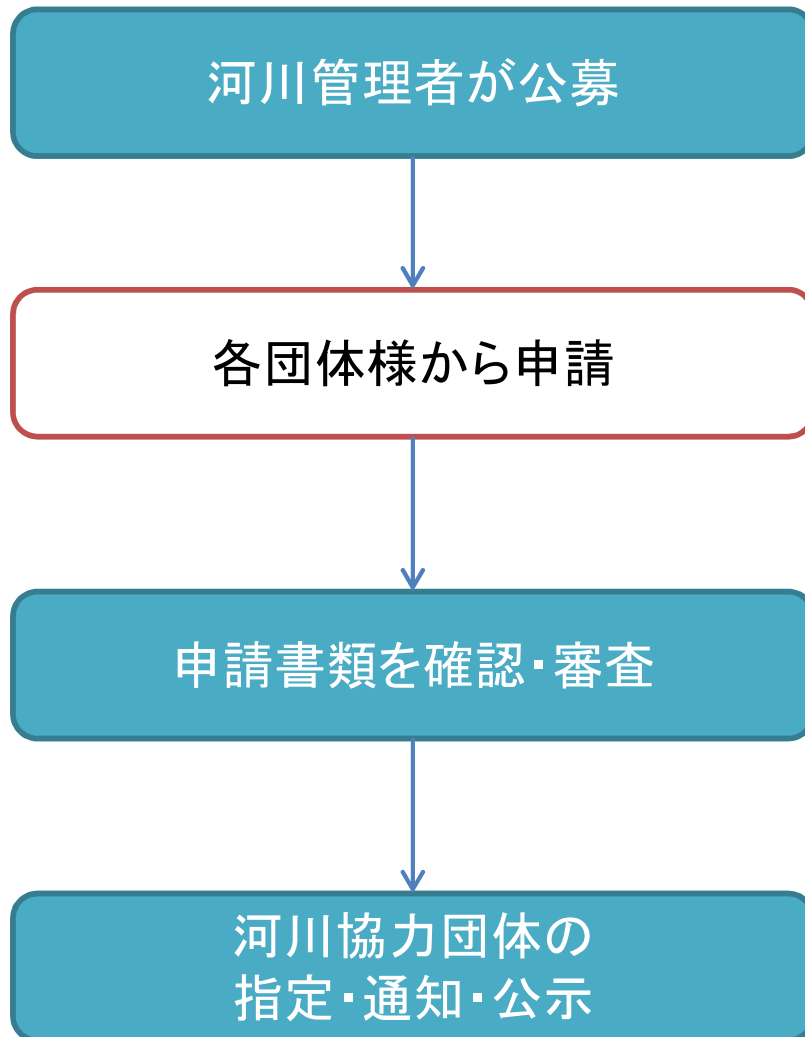 河川管理者が公募
各団体様から申請
申請書類を確認・審査
河川協力団体の
指定・通知・公示